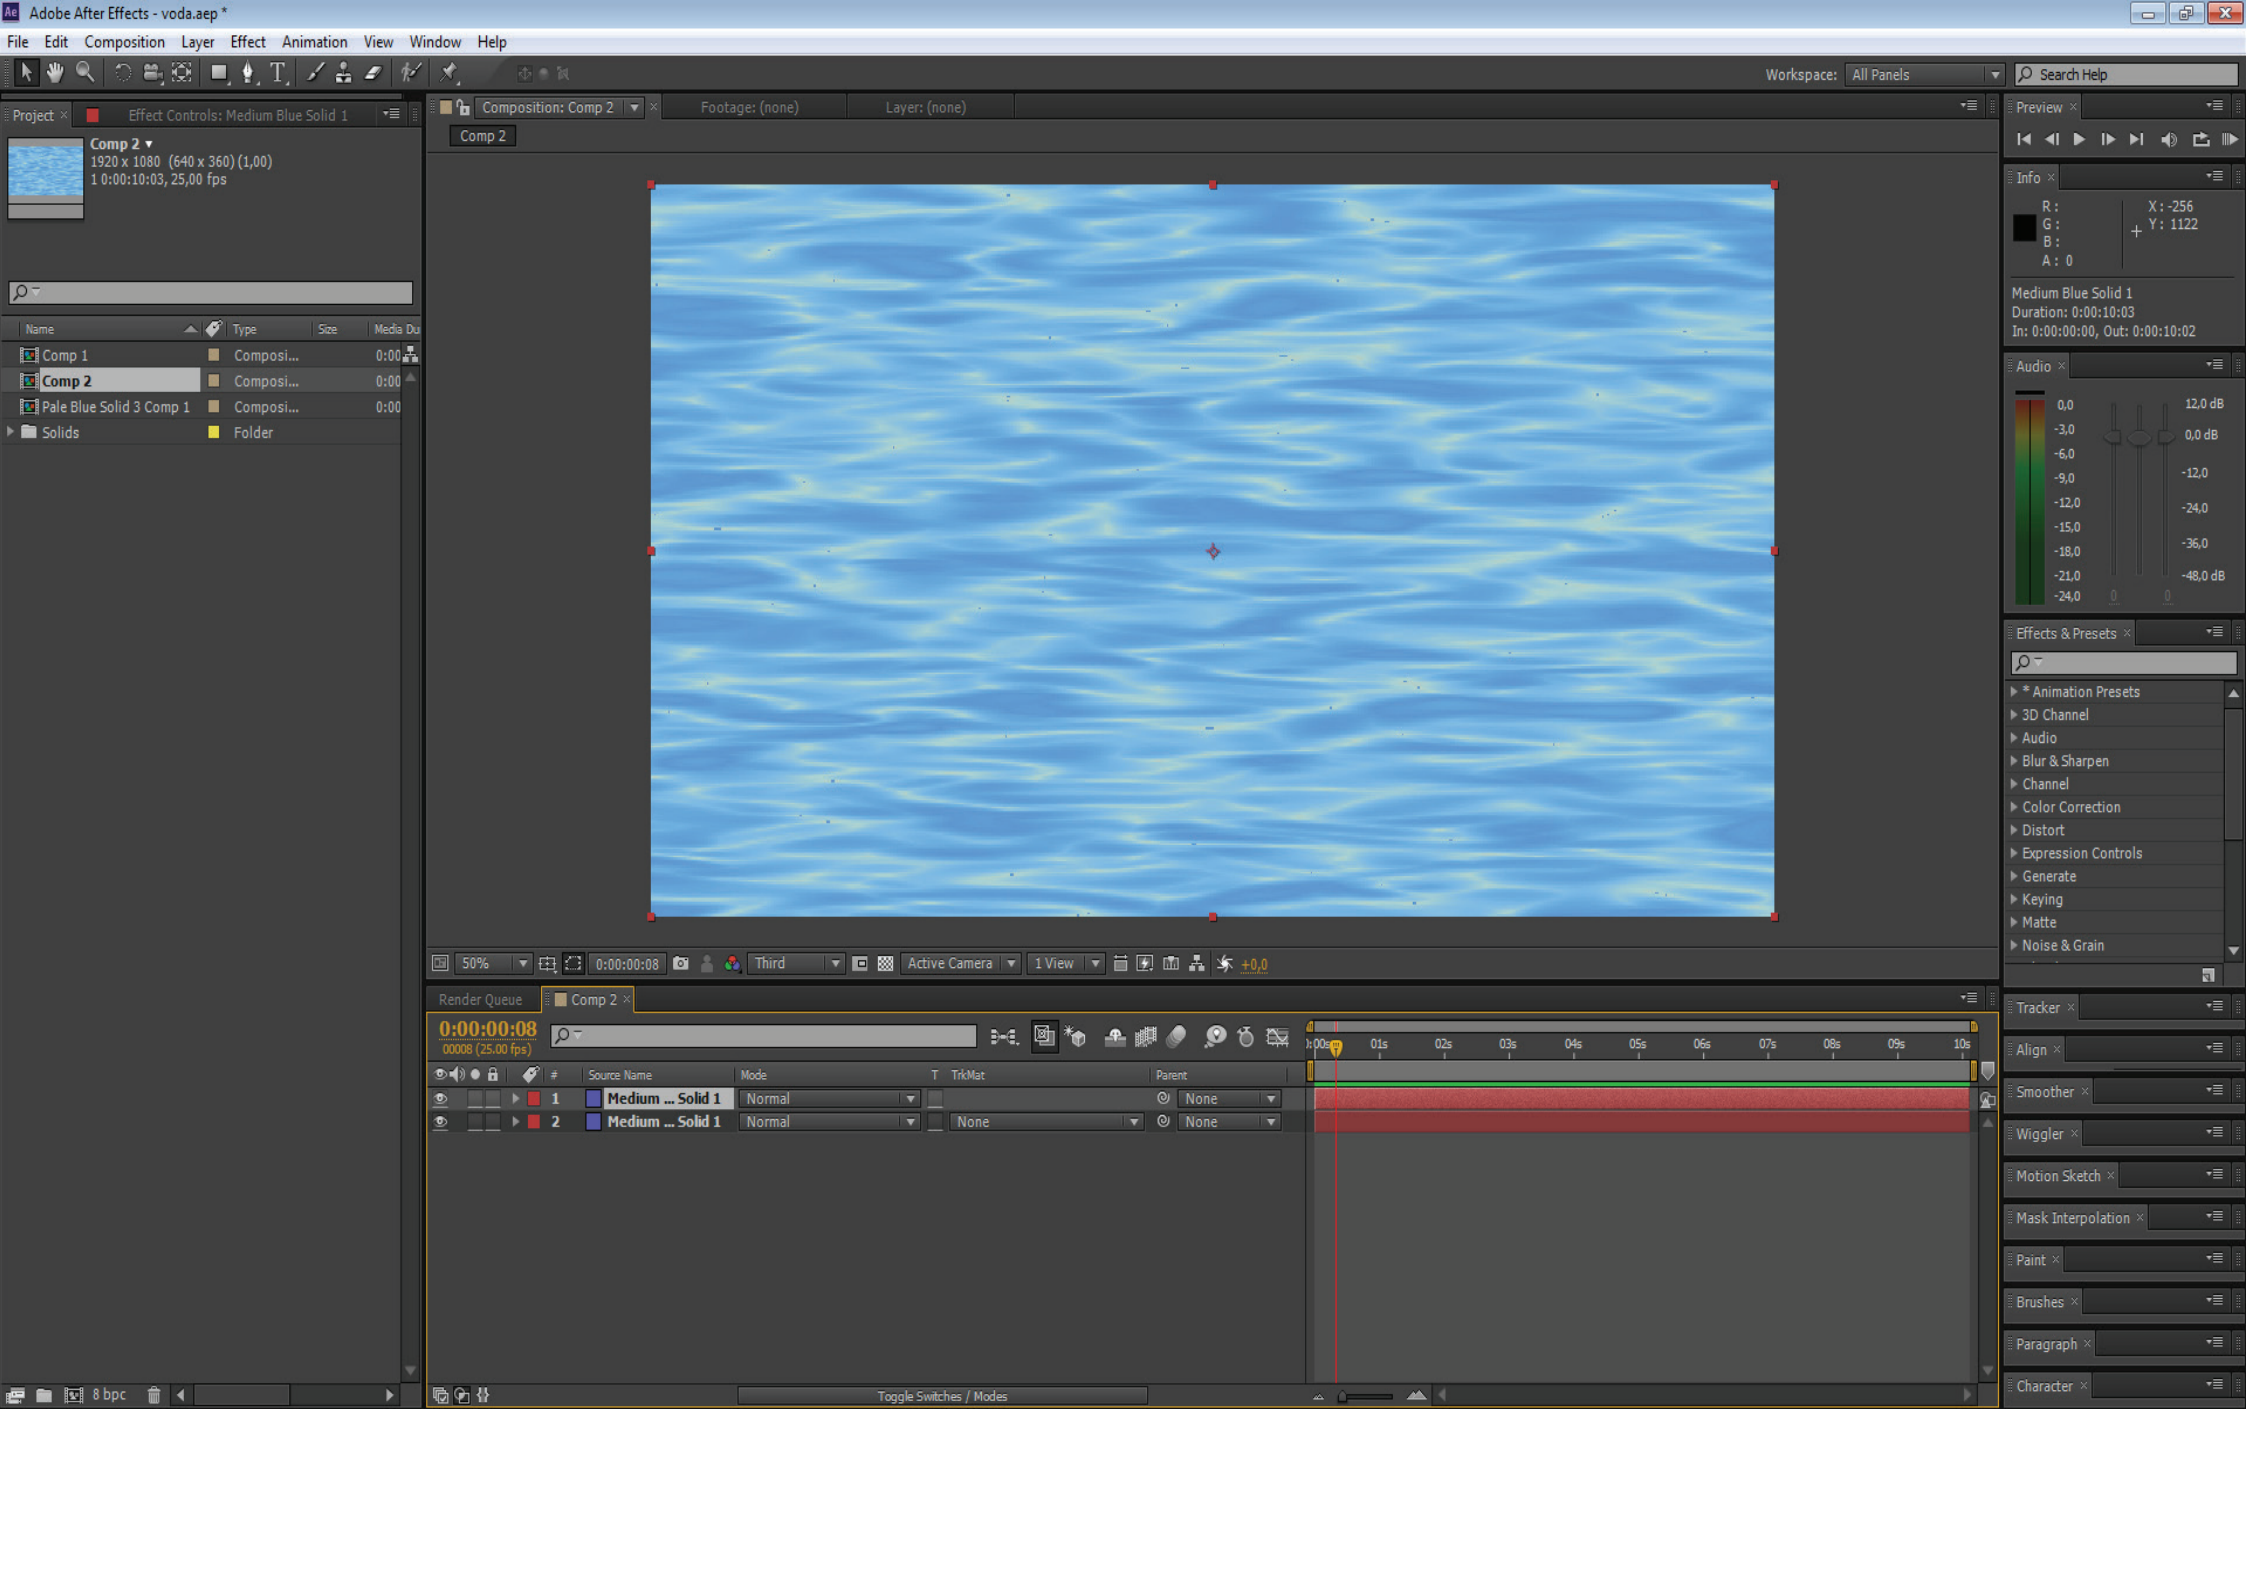 Ae Adobe After Effects - voda.aep *
File Edit Composition Layer Effect Animation View Window Help
Workspace: All Panels
Search Help
Project × Effect Controls: Medium Blue Solid 1
Comp 2
1920 x 1080 (640 x 360) (1,00)
1 0:00:10:03, 25,00 fps
Name Type Size Media Du
Comp 1 Composi... 0:00
Comp 2 Composi... 0:00
Pale Blue Solid 3 Comp 1 Composi... 0:00
Solids Folder
8 bpc
Composition: Comp 2 × Footage: (none) Layer: (none)
Comp 2
50% 0:00:00:08 Third Active Camera 1 View +0,0
Render Queue Comp 2 ×
0:00:00:08
00008 (25.00 fps)
# Source Name Mode T TrkMat Parent
1 Medium ... Solid 1 Normal None
2 Medium ... Solid 1 Normal None None
):00s 01s 02s 03s 04s 05s 06s 07s 08s 09s 10s
Toggle Switches / Modes
Preview ×
Info ×
R: X: -256
G: Y: 1122
B:
A: 0
Medium Blue Solid 1
Duration: 0:00:10:03
In: 0:00:00:00, Out: 0:00:10:02
Audio ×
0,0 12,0 dB
-3,0 0,0 dB
-6,0
-9,0 -12,0
-12,0 -24,0
-15,0
-18,0 -36,0
-21,0 -48,0 dB
-24,0 0 0
Effects & Presets ×
* Animation Presets
3D Channel
Audio
Blur & Sharpen
Channel
Color Correction
Distort
Expression Controls
Generate
Keying
Matte
Noise & Grain
Tracker ×
Align ×
Smoother ×
Wiggler ×
Motion Sketch ×
Mask Interpolation ×
Paint ×
Brushes ×
Paragraph ×
Character ×